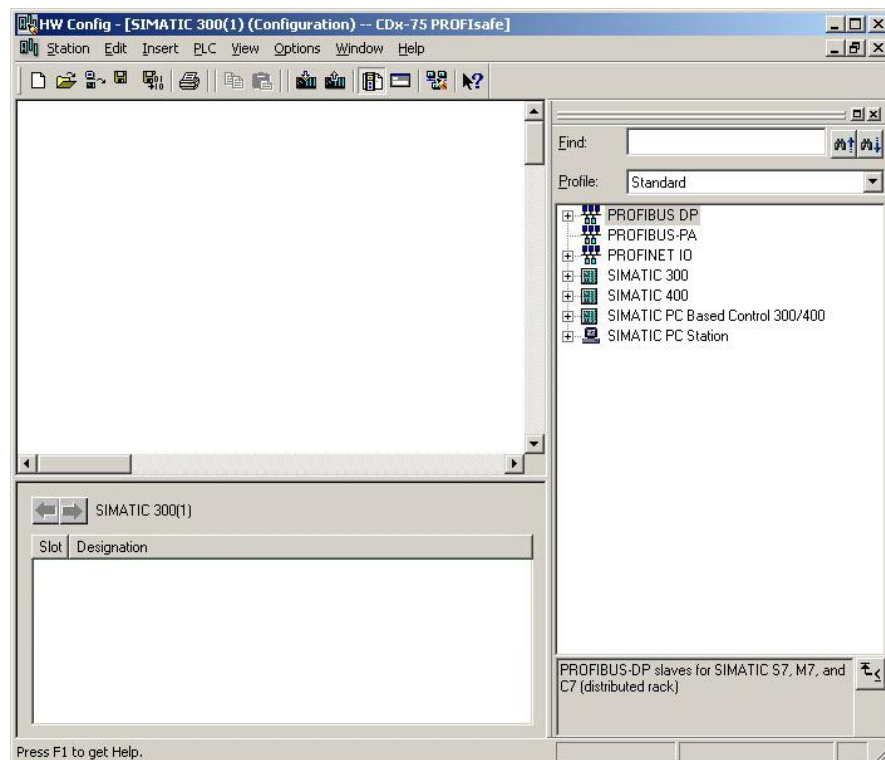 HW Config - [SIMATIC 300(1) (Configuration) -- CDx-75 PROFIsafe]
Station Edit Insert PLC View Options Window Help
Find:
Profile: Standard
PROFIBUS DP
PROFIBUS-PA
PROFINET IO
SIMATIC 300
SIMATIC 400
SIMATIC PC Based Control 300/400
SIMATIC PC Station
SIMATIC 300(1)
Slot Designation
PROFIBUS-DP slaves for SIMATIC S7, M7, and
C7 (distributed rack)
Press F1 to get Help.